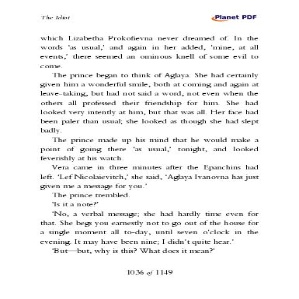 The Idiot
Planet PDF
which Lizabetha Prokofievna never dreamed of. In the
words 'as usual,' and again in her added, 'mine, at all
events,' there seemed an ominous knell of some evil to
come.
The prince began to think of Aglaya. She had certainly
given him a wonderful smile, both at coming and again at
leave-taking, but had not said a word, not even when the
others all professed their friendship for him. She had
looked very intently at him, but that was all. Her face had
been paler than usual; she looked as though she had slept
badly.
The prince made up his mind that he would make a
point of going there 'as usual,' tonight, and looked
feverishly at his watch.
Vera came in three minutes after the Epanchins had
left. 'Lef Nicolaievitch,' she said, 'Aglaya Ivanovna has just
given me a message for you.'
The prince trembled.
'Is it a note?'
'No, a verbal message; she had hardly time even for
that. She begs you earnestly not to go out of the house for
a single moment all to-day, until seven o'clock in the
evening. It may have been nine; I didn't quite hear.'
'But—but, why is this? What does it mean?'
1036 of 1149